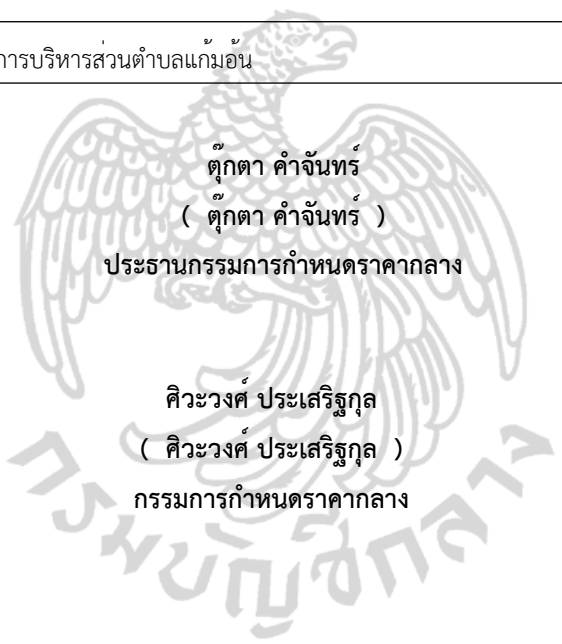 การบริหารส่วนตำบลแก้มอ้น
ตุ๊กตา คำจันทร์
( ตุ๊กตา คำจันทร์ )
ประธานกรรมการกำหนดราคากลาง
ศิวะวงศ์ ประเสริฐกุล
( ศิวะวงศ์ ประเสริฐกุล )
กรรมการกำหนดราคากลาง
กรมบัญชีกลาง